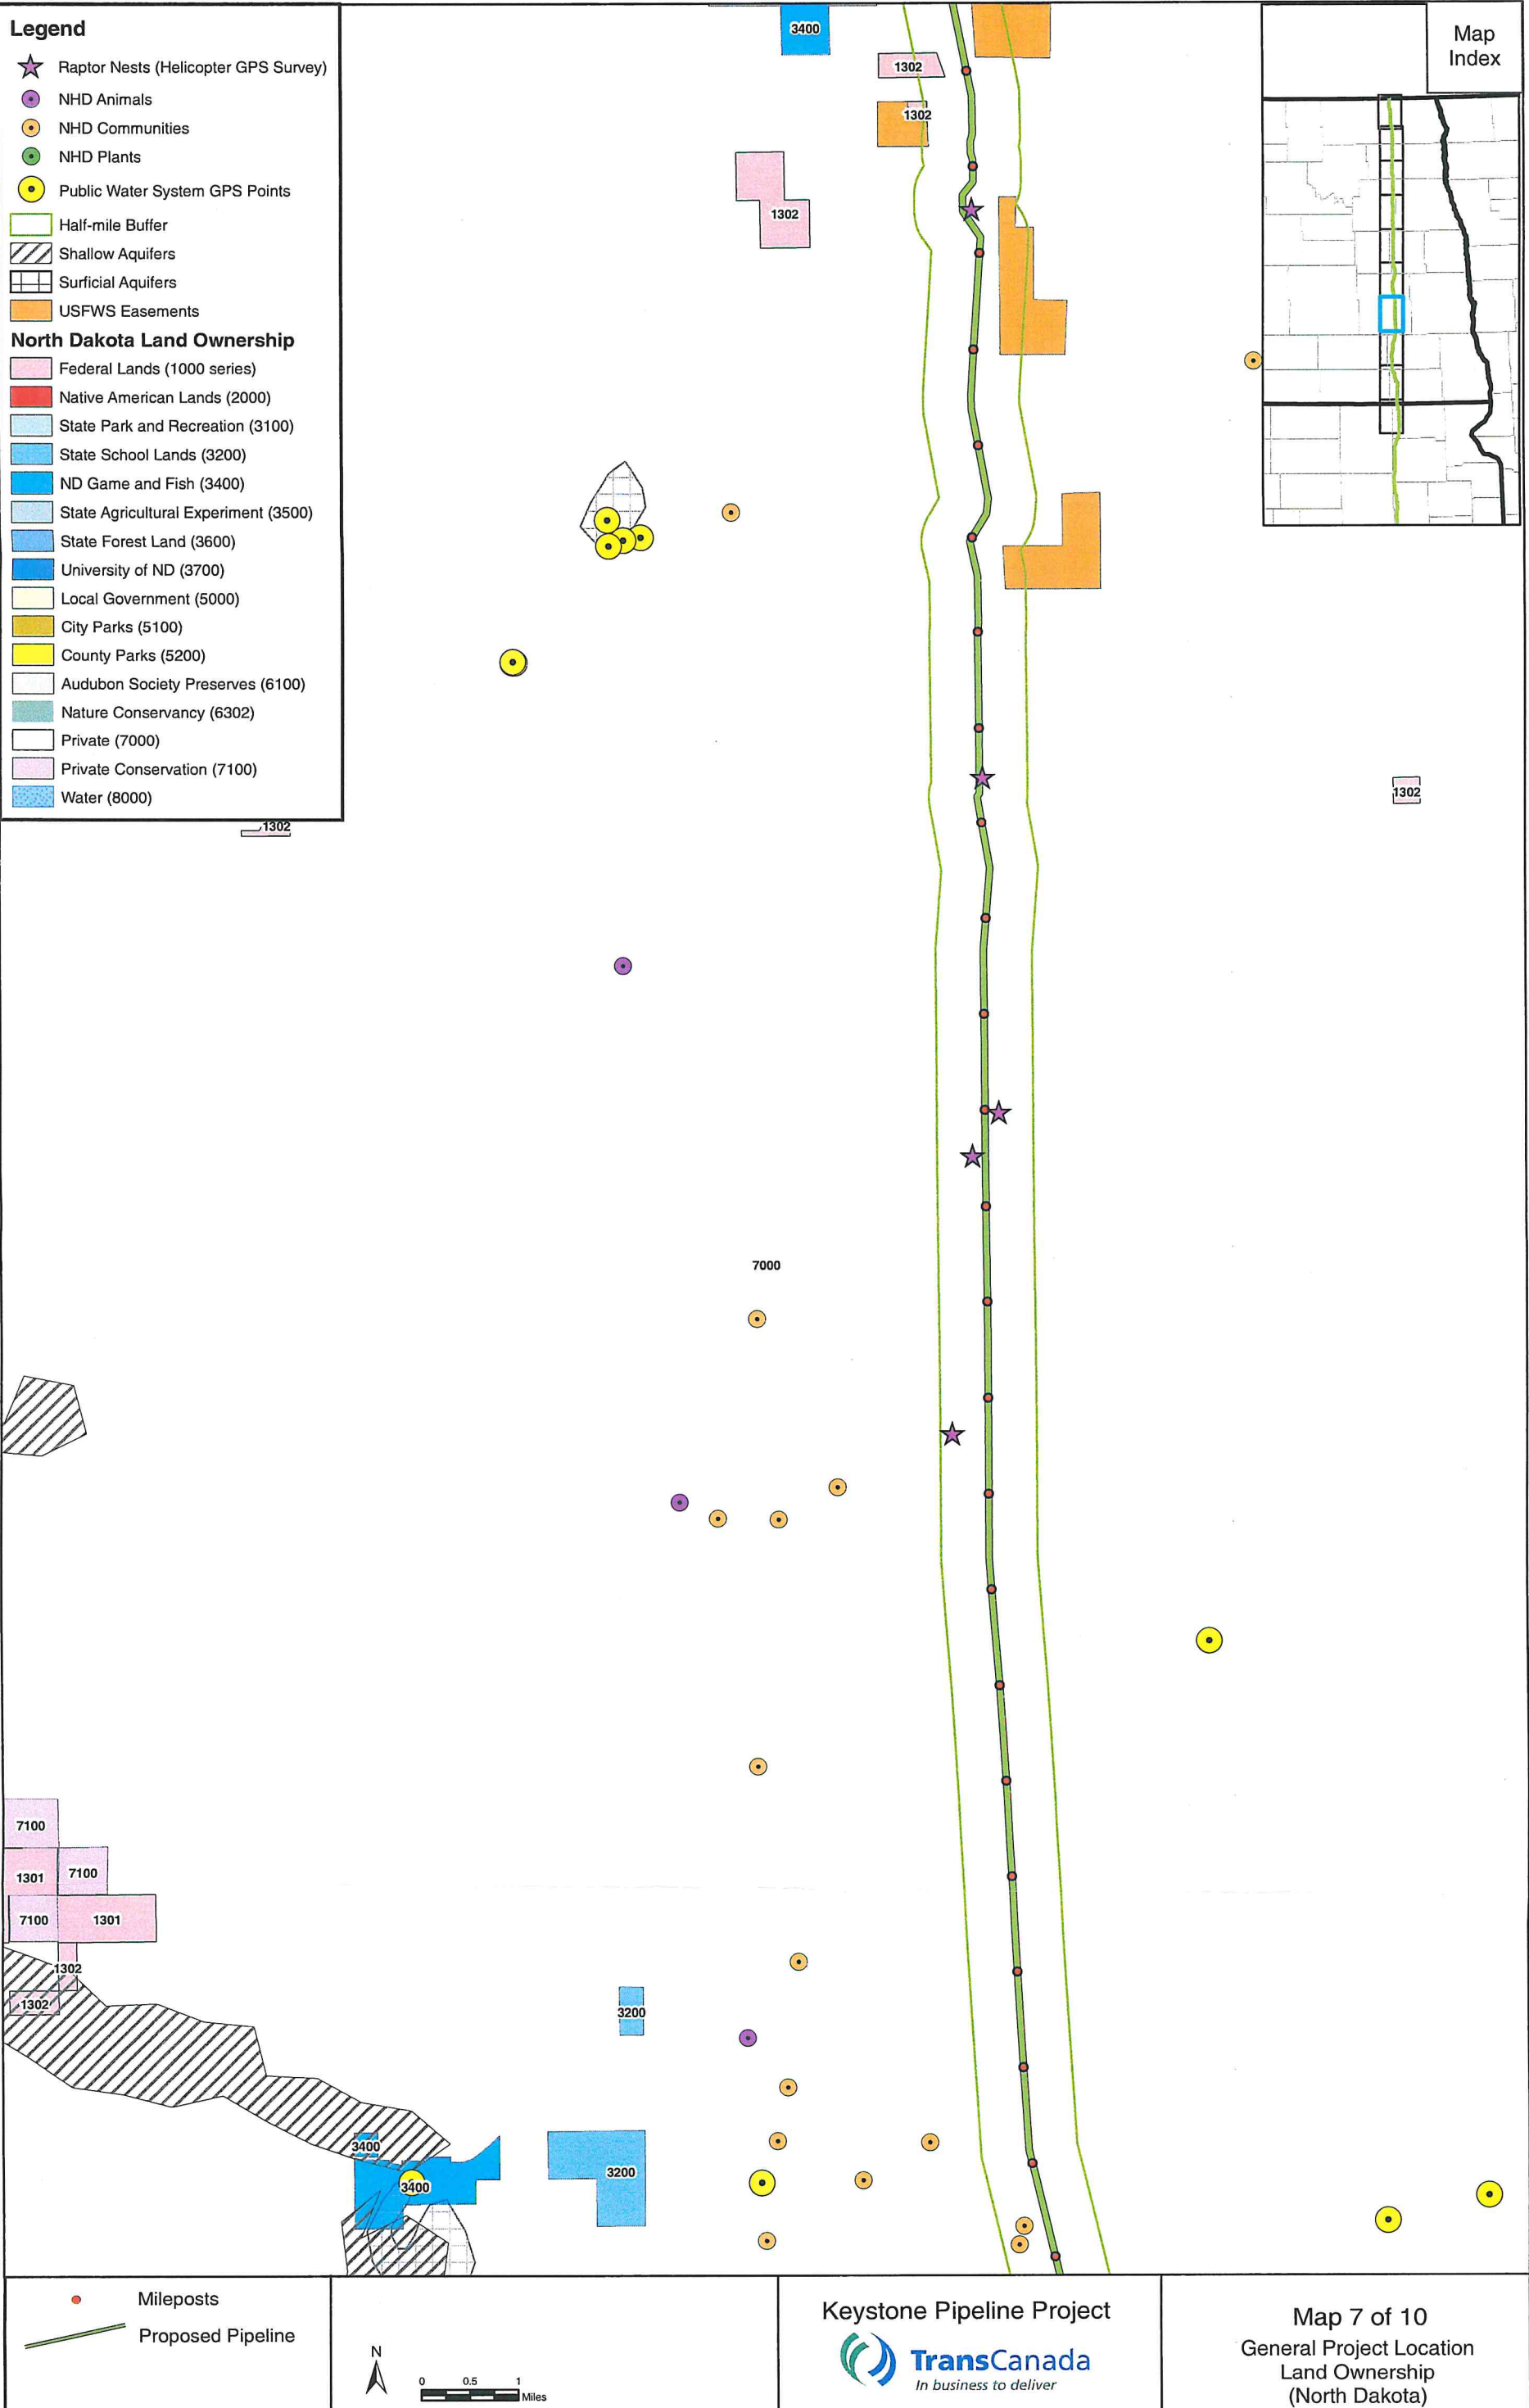 Legend
Raptor Nests (Helicopter GPS Survey)
NHD Animals
NHD Communities
NHD Plants
Public Water System GPS Points
Half-mile Buffer
Shallow Aquifers
Surficial Aquifers
USFWS Easements
North Dakota Land Ownership
Federal Lands (1000 series)
Native American Lands (2000)
State Park and Recreation (3100)
State School Lands (3200)
ND Game and Fish (3400)
State Agricultural Experiment (3500)
State Forest Land (3600)
University of ND (3700)
Local Government (5000)
City Parks (5100)
County Parks (5200)
Audubon Society Preserves (6100)
Nature Conservancy (6302)
Private (7000)
Private Conservation (7100)
Water (8000)
Map
Index
3400
1302
1302
1302
1302
1302
7000
7100
1301
7100
7100
1301
1302
1302
3200
3400
3400
3200
Mileposts
Proposed Pipeline
N
0 0.5 1
Miles
Keystone Pipeline Project
TransCanada
In business to deliver
Map 7 of 10
General Project Location
Land Ownership
(North Dakota)